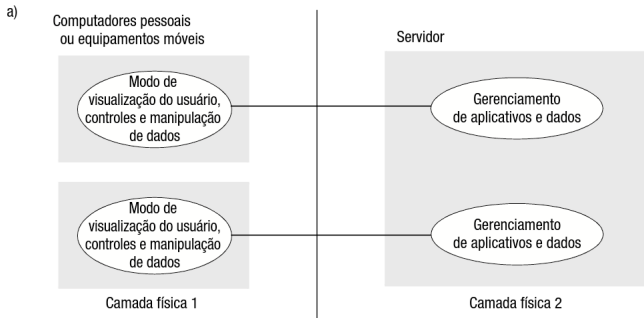 a)
Computadores pessoais
ou equipamentos móveis
Modo de
visualização do usuário,
controles e manipulação
de dados
Modo de
visualização do usuário,
controles e manipulação
de dados
Camada física 1
Servidor
Gerenciamento
de aplicativos e dados
Gerenciamento
de aplicativos e dados
Camada física 2